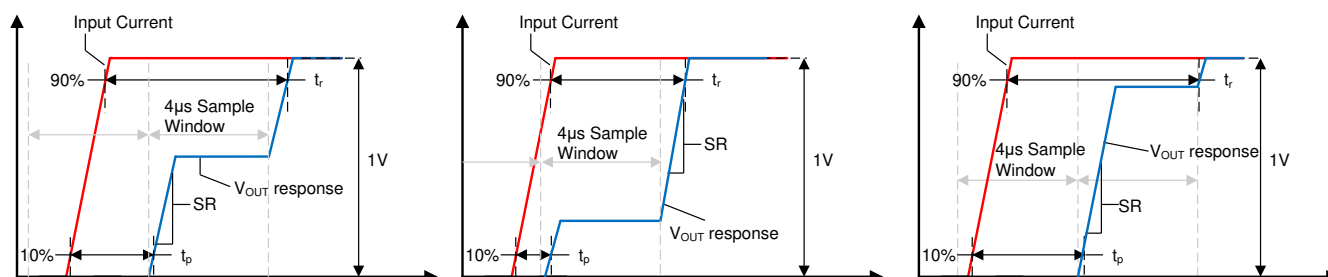 Input Current
90%
t_r
4µs Sample
Window
1V
V_OUT response
SR
10%
t_p
Input Current
90%
t_r
4µs Sample
Window
SR
1V
V_OUT response
10%
t_p
Input Current
90%
t_r
4µs Sample
Window
V_OUT response
1V
SR
10%
t_p